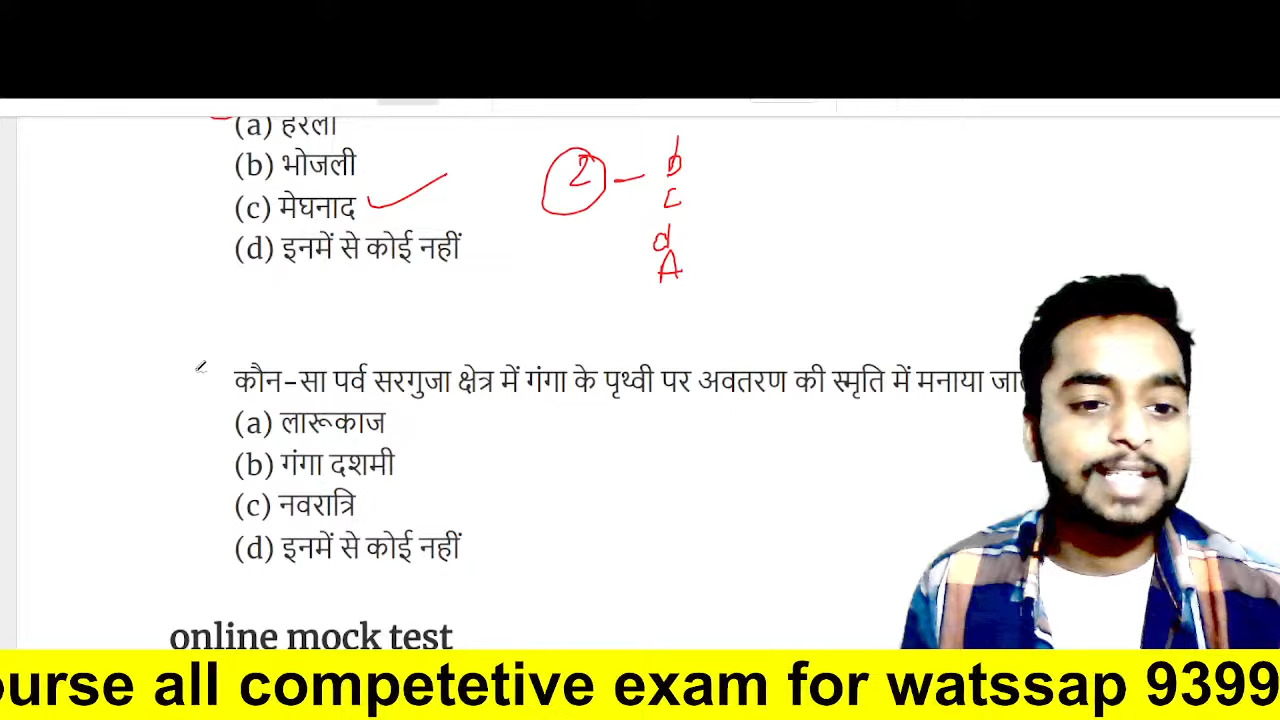 (a) हरेली
(b) भोजली
(c) मेघनाद
(d) इनमें से कोई नहीं
2 - b
c
d
A
कौन-सा पर्व सरगुजा क्षेत्र में गंगा के पृथ्वी पर अवतरण की स्मृति में मनाया
(a) लारूकाज
(b) गंगा दशमी
(c) नवरात्रि
(d) इनमें से कोई नहीं
online mock test
ourse all competetive exam for watssap 9399